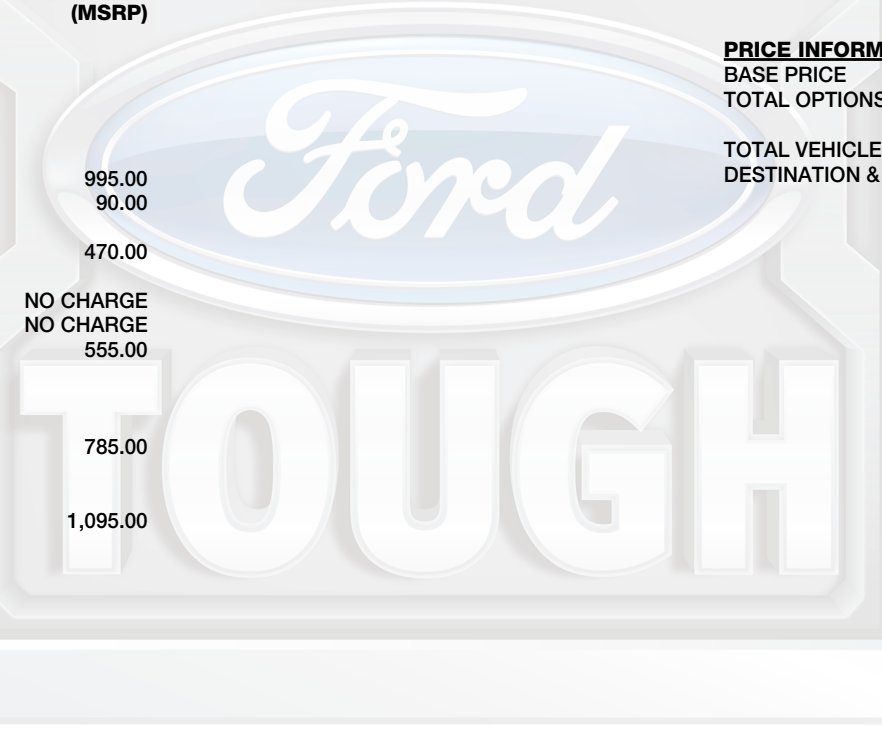 (MSRP)
995.00
90.00
470.00
NO CHARGE
NO CHARGE
555.00
785.00
1,095.00
PRICE INFORM
BASE PRICE
TOTAL OPTIONS
TOTAL VEHICLE
DESTINATION &
Ford
TOUGH